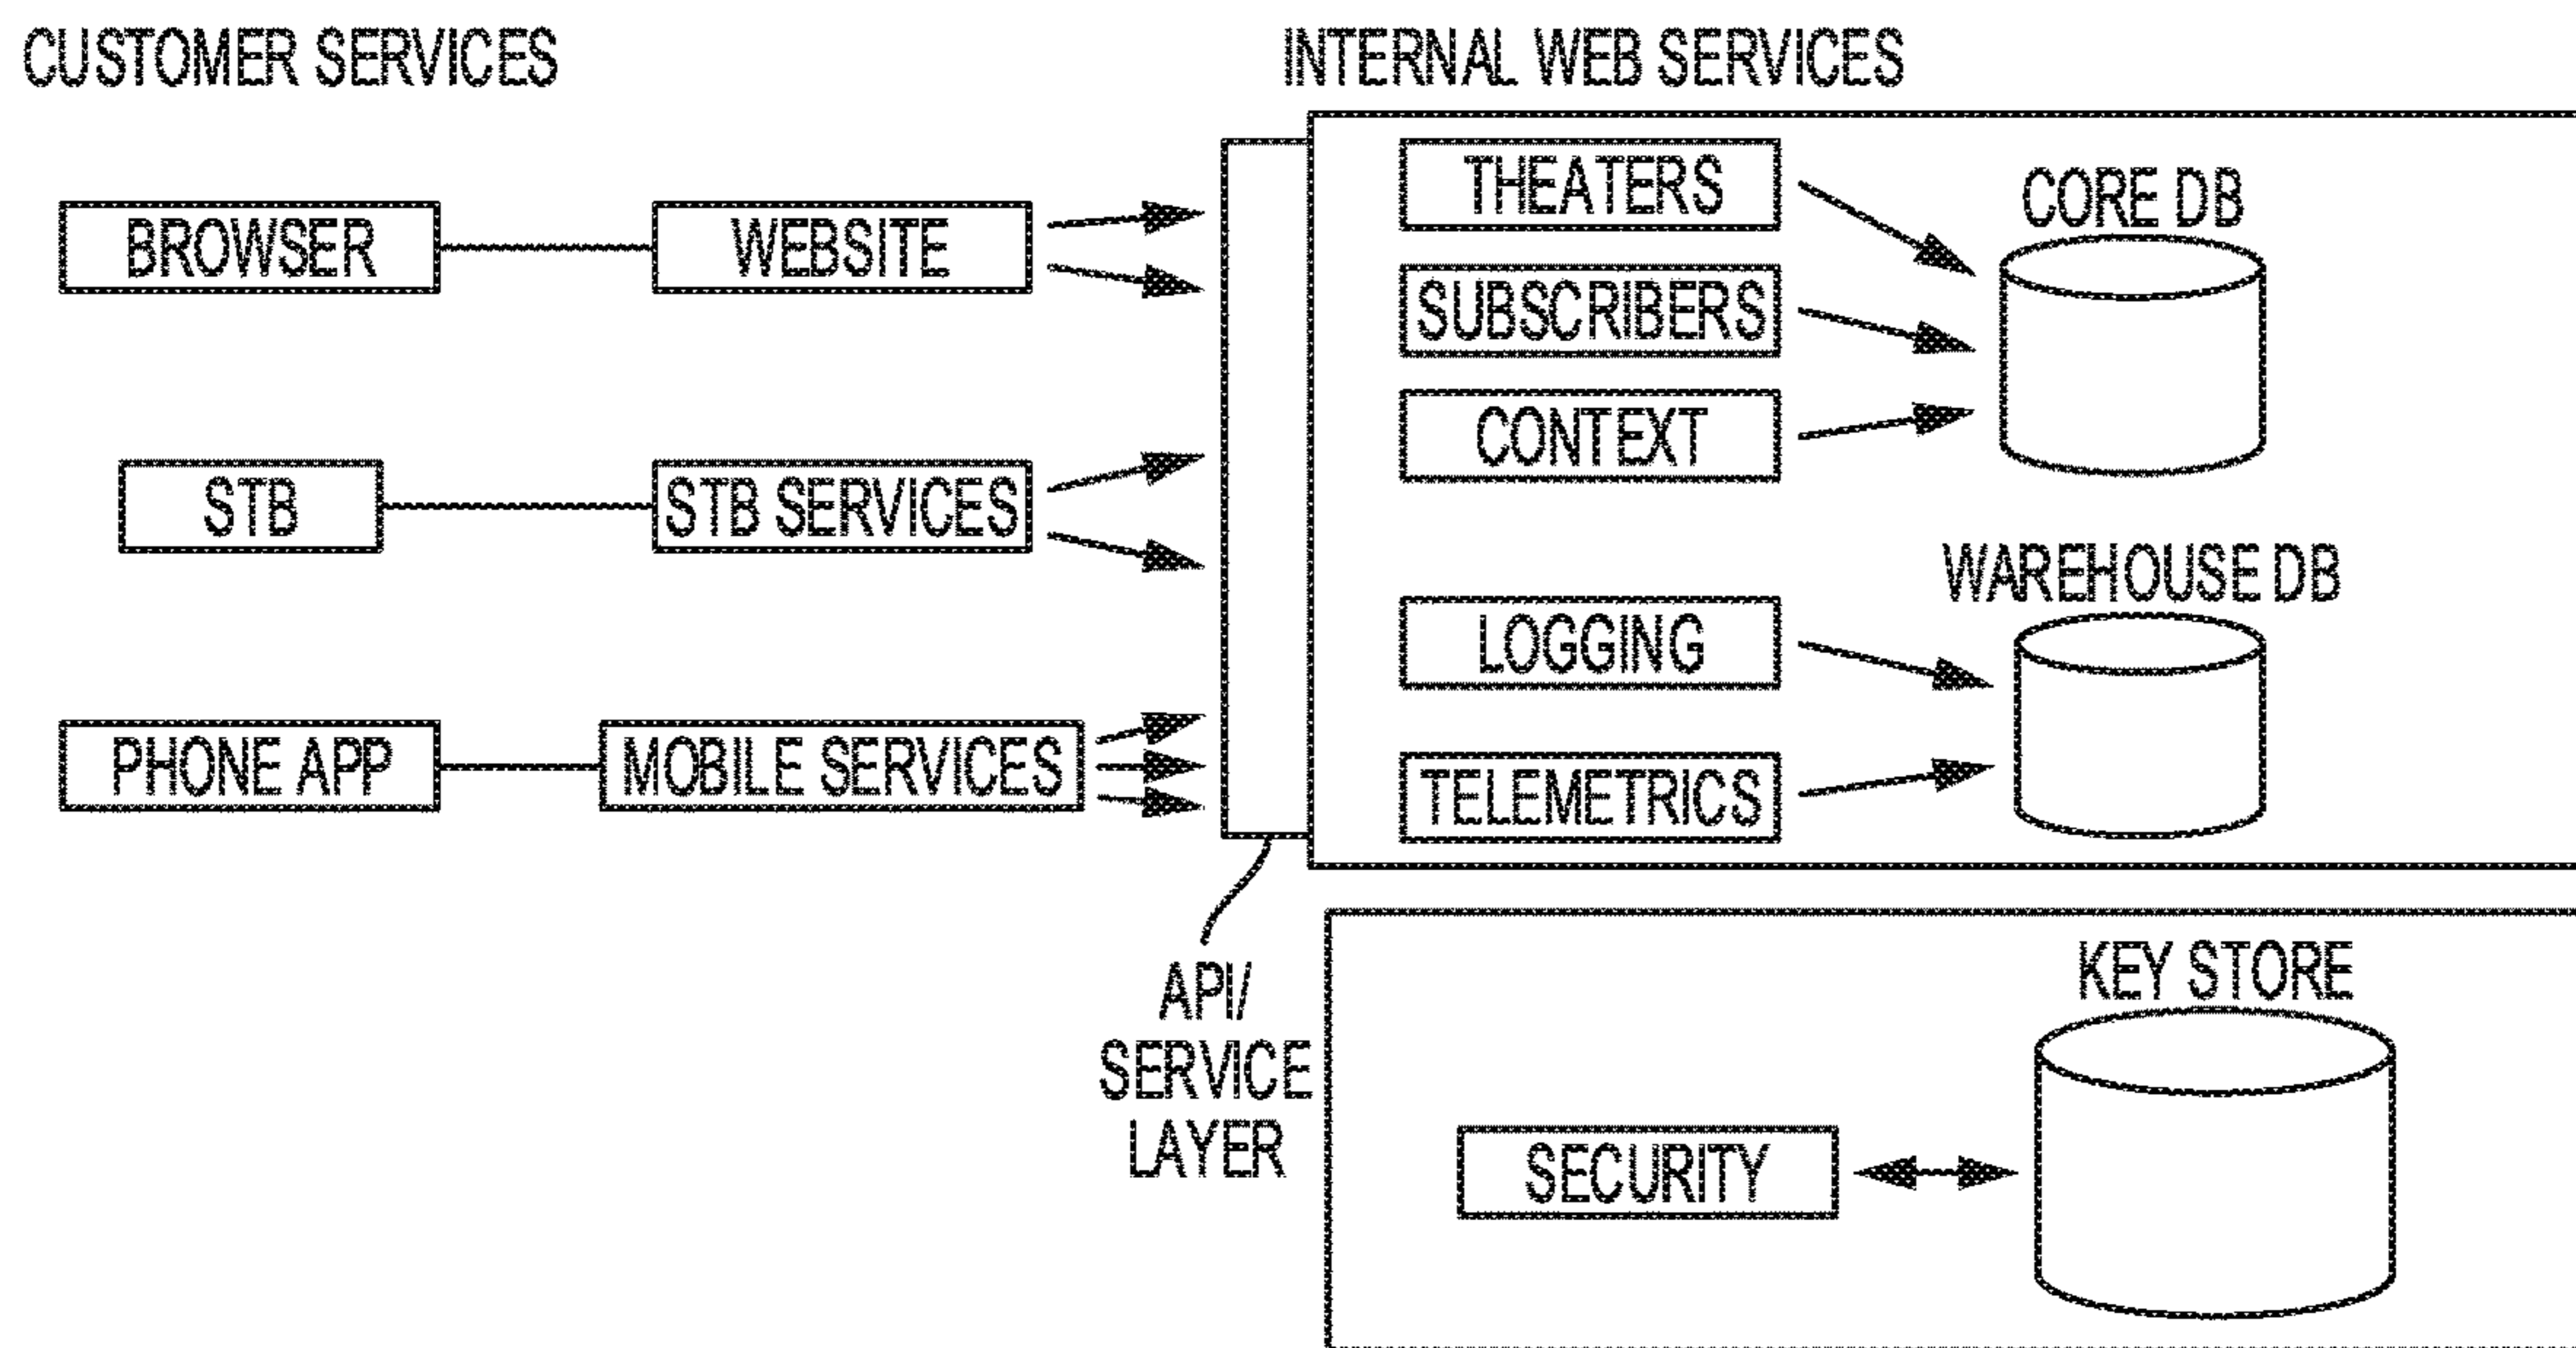 CUSTOMER SERVICES
INTERNAL WEB SERVICES
BROWSER
WEBSITE
STB
STB SERVICES
PHONE APP
MOBILE SERVICES
API/
SERVICE
LAYER
THEATERS
SUBSCRIBERS
CONTEXT
CORE DB
LOGGING
TELEMETRICS
WAREHOUSE DB
SECURITY
KEY STORE